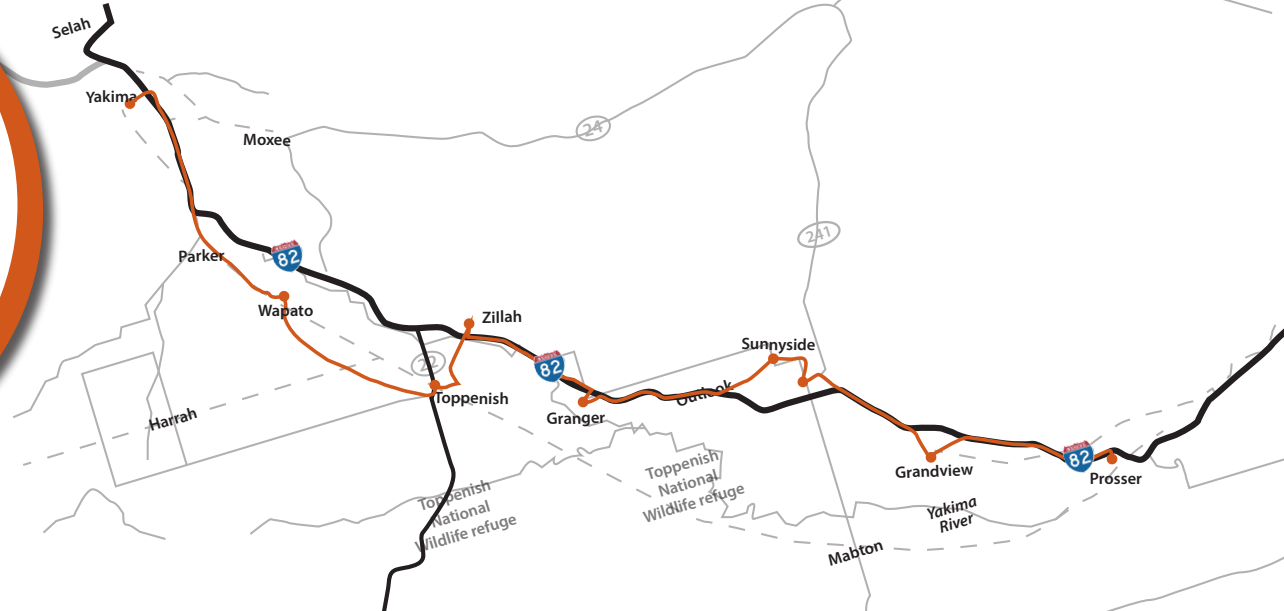 Selah
Yakima
Moxee
24
241
Parker
82
Wapato
Zillah
22
Sunnyside
82
Toppenish
Outlook
Harrah
Granger
Toppenish
National
Wildlife refuge
Grandview
82
Prosser
Toppenish
National
Wildlife refuge
Yakima
River
Mabton